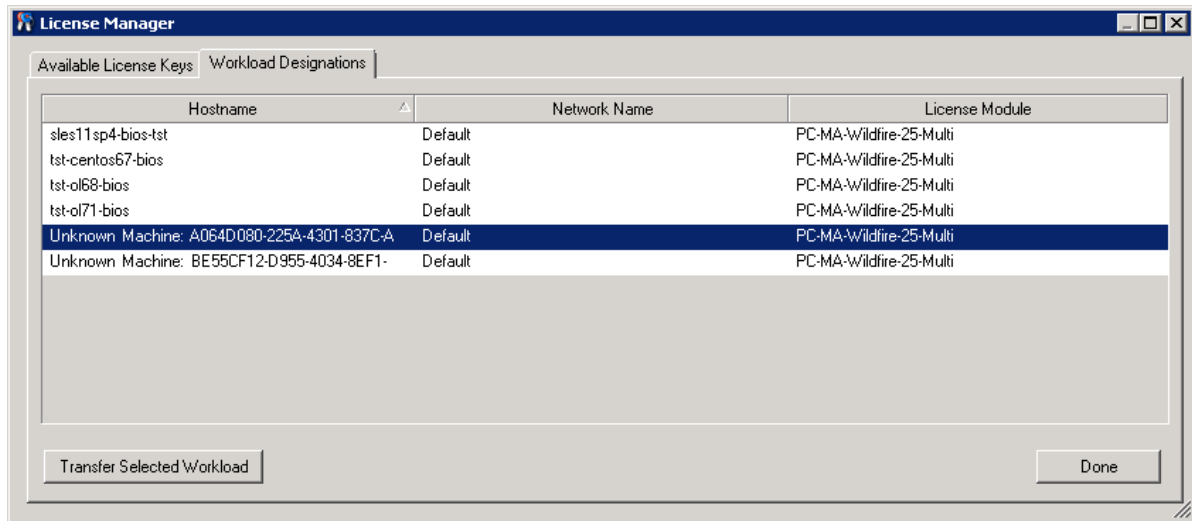 License Manager
Available License Keys Workload Designations
Hostname Network Name License Module
sles11sp4-bios-tst Default PC-MA-Wildfire-25-Multi
tst-centos67-bios Default PC-MA-Wildfire-25-Multi
tst-ol68-bios Default PC-MA-Wildfire-25-Multi
tst-ol71-bios Default PC-MA-Wildfire-25-Multi
Unknown Machine: A064D080-225A-4301-837C-A Default PC-MA-Wildfire-25-Multi
Unknown Machine: BE55CF12-D955-4034-8EF1- Default PC-MA-Wildfire-25-Multi
Transfer Selected Workload Done